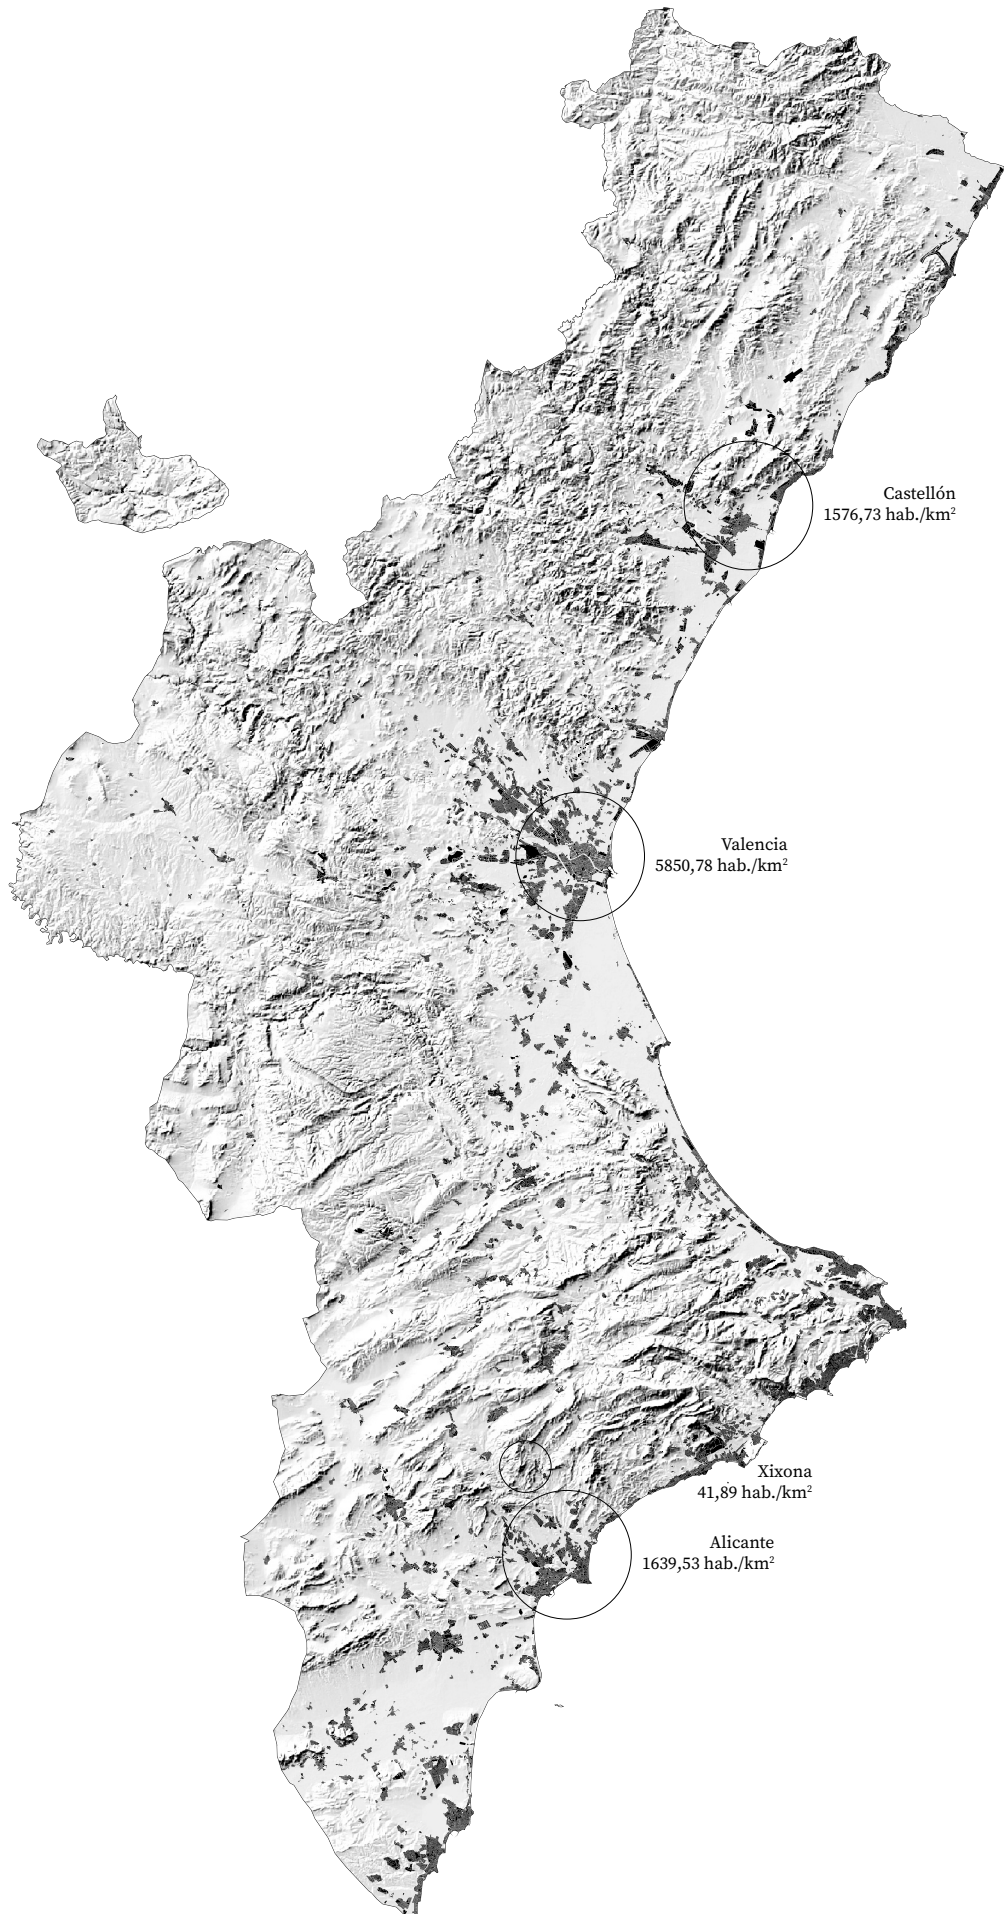 Castellón
1576,73 hab./km²
Valencia
5850,78 hab./km²
Xixona
41,89 hab./km²
Alicante
1639,53 hab./km²